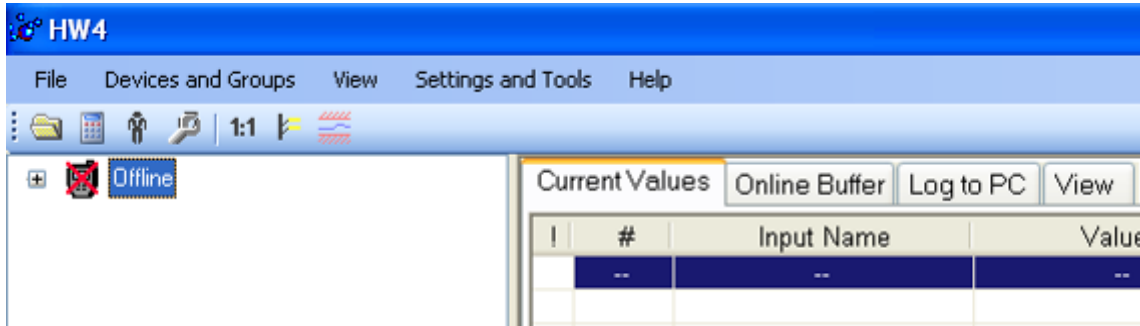 HW4
File Devices and Groups View Settings and Tools Help
1:1
Offline
Current Values Online Buffer Log to PC View
! # Input Name Value
-- -- --